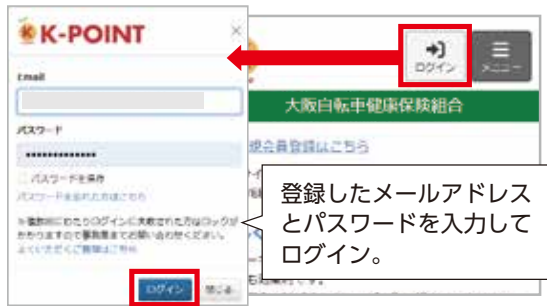 K-POINT
×
Email
パスワード
パスワードを保存
パスワードを忘れた方はこちら
※複数回にわたりログインに失敗された方はロックが
かかりますので事務局までお問い合わせください。
よくいただくご質問はこちら
ログイン
閉じる
ログイン
メニュー
大阪自転車健康保険組合
規会員登録はこちら
登録したメールアドレス
とパスワードを入力して
ログイン。